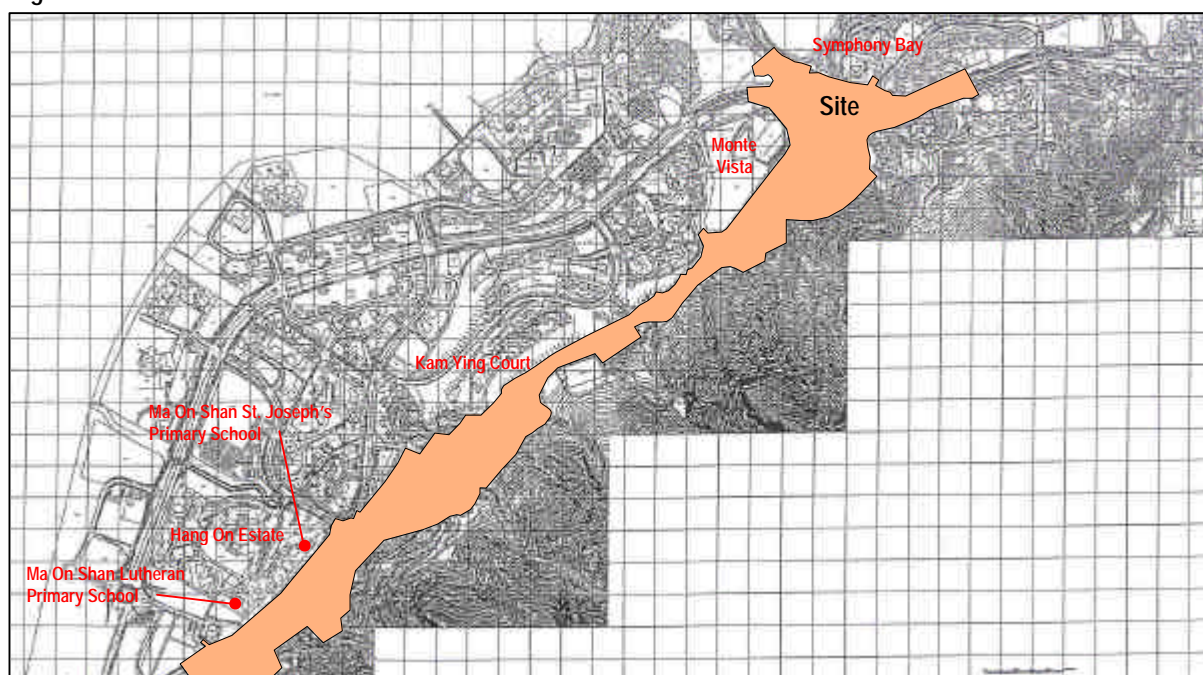 Symphony Bay
Site
Monte
Vista
Kam Ying Court
Ma On Shan St. Joseph's
Primary School
Hang On Estate
Ma On Shan Lutheran
Primary School